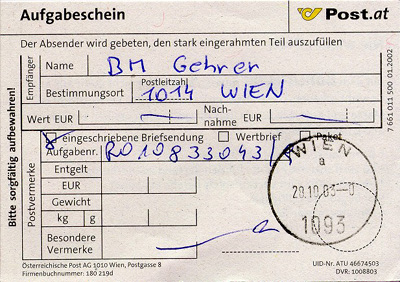 Aufgabeschein
Post.at
Der Absender wird gebeten, den stark eingerahmten Teil auszufüllen
Empfänger
Name BM Gehrer
Postleitzahl
Bestimmungsort 1014 WIEN
Wert EUR
Nach-
nahme EUR
eingeschriebene Briefsendung Wertbrief Paket
Postvermerke
Aufgabenr. RO10833043
Entgelt
EUR
Gewicht
kg g
Besondere
Vermerke
WIEN
a
1093
Bitte sorgfältig aufbewahren!
7 661 011 500 01.2002
Österreichische Post AG 1010 Wien, Postgasse 8
Firmenbuchnummer: 180 219d
UID-Nr. ATU 46674503
DVR: 1008803